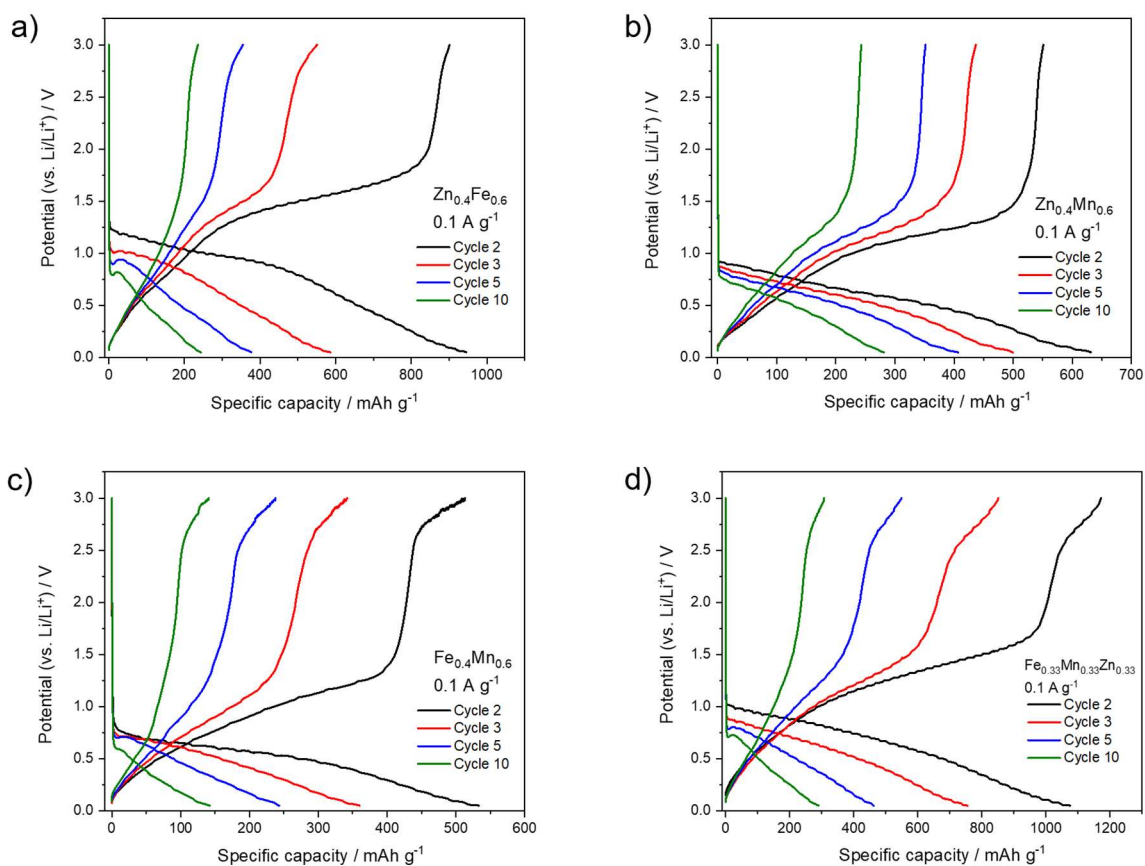 a)
Potential (vs. Li/Li⁺) / V
3.0
2.5
2.0
1.5
1.0
0.5
0.0
Zn₀.₄Fe₀.₆
0.1 A g⁻¹
Cycle 2
Cycle 3
Cycle 5
Cycle 10
0 200 400 600 800 1000
Specific capacity / mAh g⁻¹
b)
Potential (vs. Li/Li⁺) / V
3.0
2.5
2.0
1.5
1.0
0.5
0.0
Zn₀.₄Mn₀.₆
0.1 A g⁻¹
Cycle 2
Cycle 3
Cycle 5
Cycle 10
0 100 200 300 400 500 600 700
Specific capacity / mAh g⁻¹
c)
Potential (vs. Li/Li⁺) / V
3.0
2.5
2.0
1.5
1.0
0.5
0.0
Fe₀.₄Mn₀.₆
0.1 A g⁻¹
Cycle 2
Cycle 3
Cycle 5
Cycle 10
0 100 200 300 400 500 600
Specific capacity / mAh g⁻¹
d)
Potential (vs. Li/Li⁺) / V
3.0
2.5
2.0
1.5
1.0
0.5
0.0
Fe₀.₃₃Mn₀.₃₃Zn₀.₃₃
0.1 A g⁻¹
Cycle 2
Cycle 3
Cycle 5
Cycle 10
0 200 400 600 800 1000 1200
Specific capacity / mAh g⁻¹